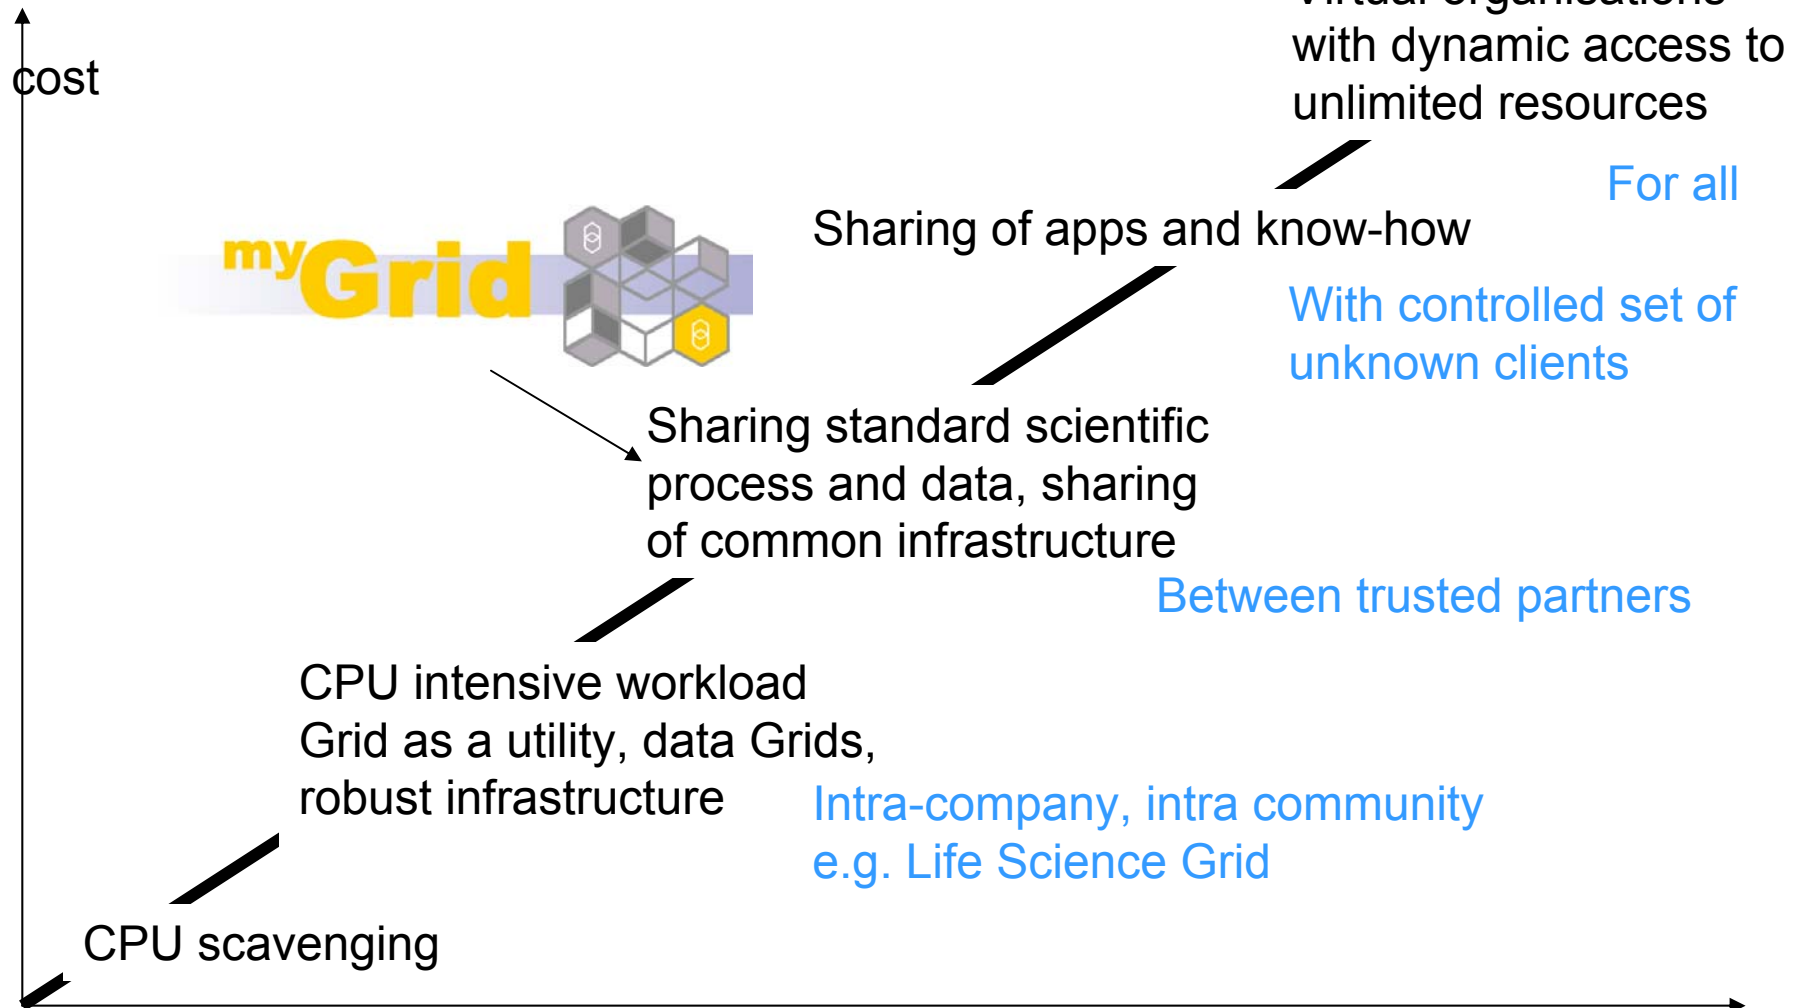 Virtual organisations
with dynamic access to
unlimited resources
cost
For all
Sharing of apps and know-how
myGrid
With controlled set of
unknown clients
Sharing standard scientific
process and data, sharing
of common infrastructure
Between trusted partners
CPU intensive workload
Grid as a utility, data Grids,
robust infrastructure
Intra-company, intra community
e.g. Life Science Grid
CPU scavenging